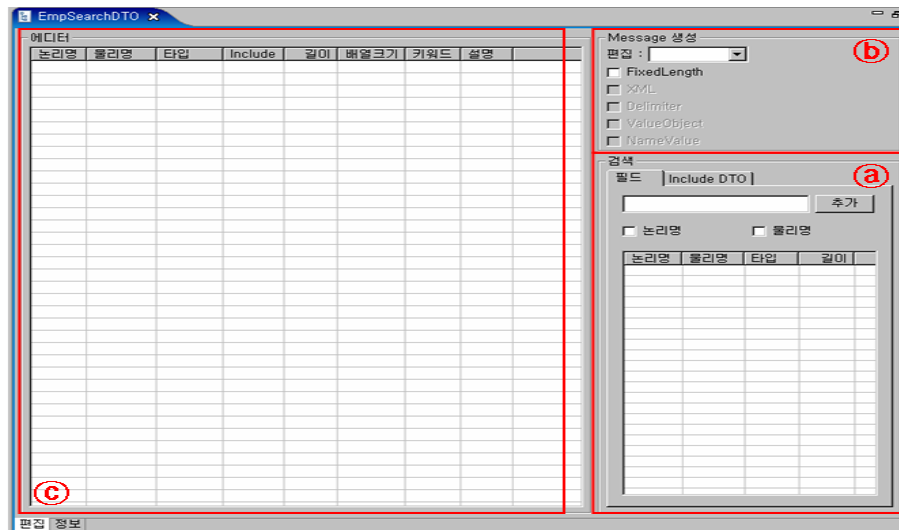 EmpSearchDTO
에디터
논리명 물리명 타입 Include 길이 배열크기 키워드 설명
ⓒ
Message 생성
ⓑ
편집 :
FixedLength
XML
Delimiter
ValueObject
NameValue
검색
ⓐ
필드 Include DTO
추가
논리명 물리명
논리명 물리명 타입 길이
편집 정보